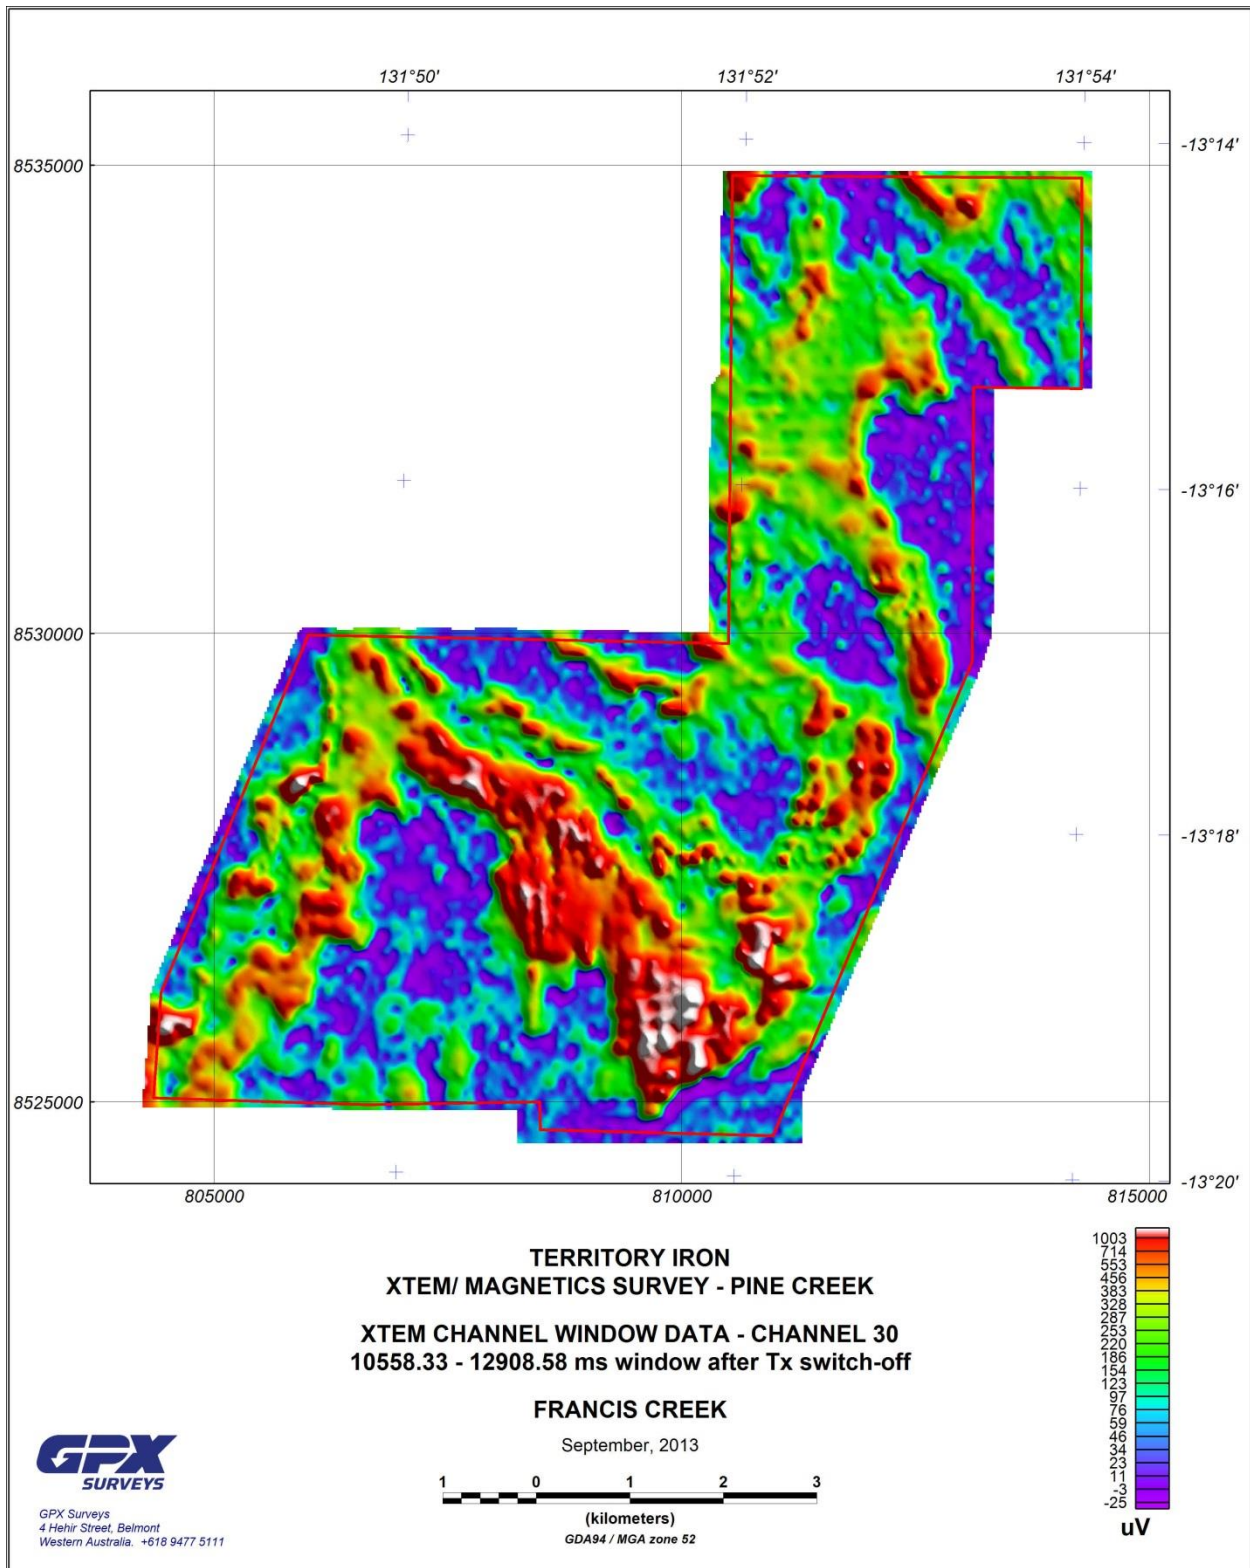 131°50'
131°52'
131°54'
8535000
-13°14'
-13°16'
8530000
-13°18'
8525000
-13°20'
805000
810000
815000
TERRITORY IRON
XTEM/ MAGNETICS SURVEY - PINE CREEK
XTEM CHANNEL WINDOW DATA - CHANNEL 30
10558.33 - 12908.58 ms window after Tx switch-off
FRANCIS CREEK
September, 2013
1 0 1 2 3
(kilometers)
GDA94 / MGA zone 52
1003
714
553
456
383
328
287
253
220
186
154
123
97
76
59
46
34
23
11
-3
-25
uV
GPX
SURVEYS
GPX Surveys
4 Hehir Street, Belmont
Western Australia. +618 9477 5111